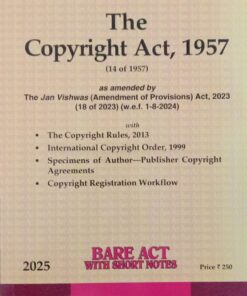 The
Copyright Act, 1957
(14 of 1957)
as amended by
The Jan Vishwas (Amendment of Provisions) Act, 2023
(18 of 2023) (w.e.f. 1-8-2024)
with
• The Copyright Rules, 2013
• International Copyright Order, 1999
• Specimens of Author—Publisher Copyright
Agreements
• Copyright Registration Workflow
BARE ACT
WITH SHORT NOTES
2025
Price ₹ 250